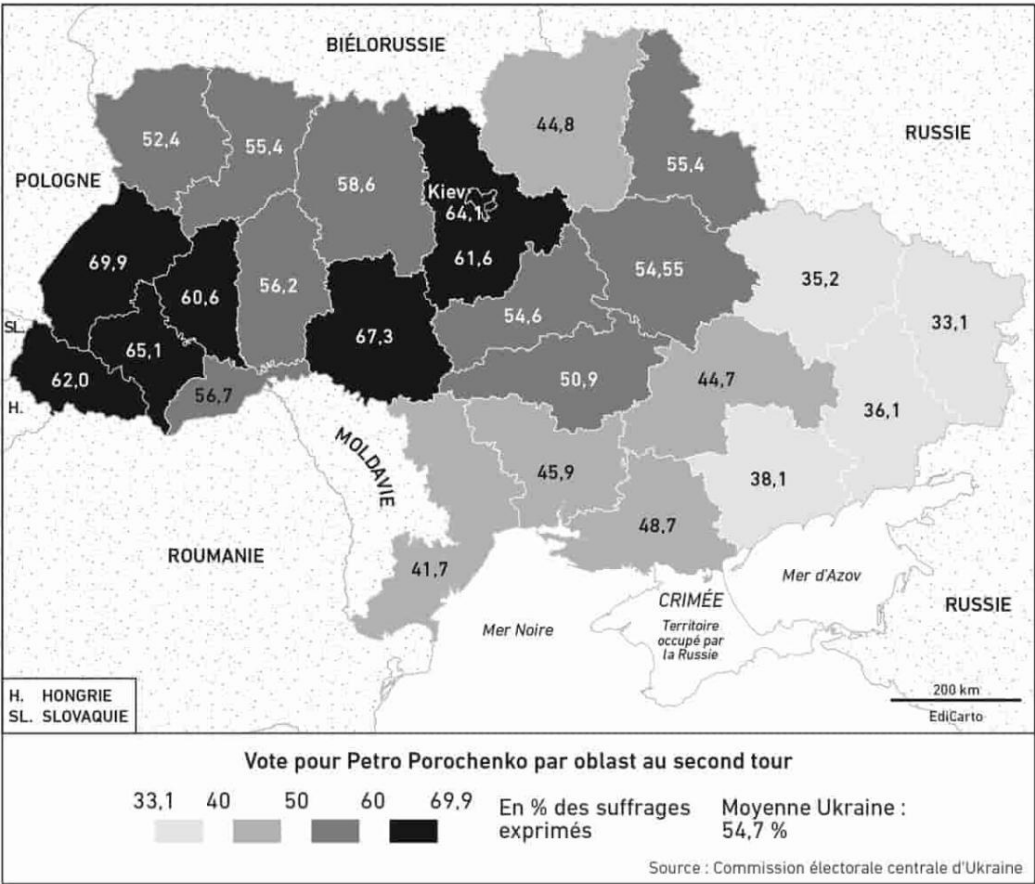 BIÉLORUSSIE
44,8
RUSSIE
52,4
55,4
55,4
POLOGNE
58,6
Kiev
64,1
69,9
61,6
54,55
35,2
60,6
56,2
54,6
33,1
SL.
67,3
65,1
62,0
50,9
44,7
56,7
36,1
H.
MOLDAVIE
45,9
38,1
48,7
ROUMANIE
41,7
Mer d'Azov
CRIMÉE
RUSSIE
Mer Noire
Territoire
occupé par
la Russie
H. HONGRIE
SL. SLOVAQUIE
200 km
EdiCarto
Vote pour Petro Porochenko par oblast au second tour
33,1 40 50 60 69,9
En % des suffrages
exprimés
Moyenne Ukraine :
54,7 %
Source : Commission électorale centrale d'Ukraine